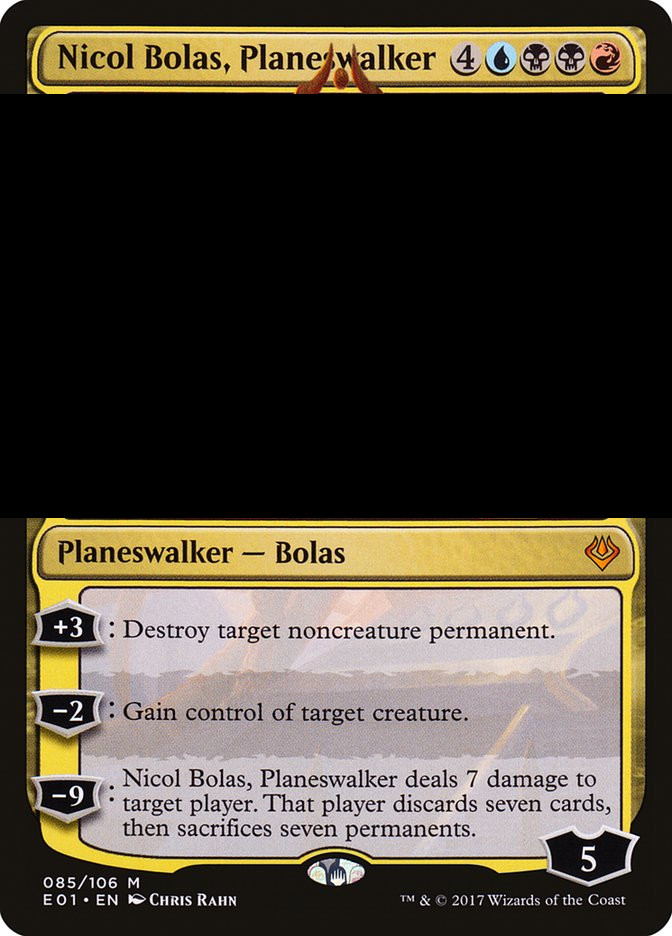 Nicol Bolas, Planeswalker 4
Planeswalker — Bolas
+3 : Destroy target noncreature permanent.
−2 : Gain control of target creature.
−9 : Nicol Bolas, Planeswalker deals 7 damage to
target player. That player discards seven cards,
then sacrifices seven permanents.
5
085/106 M
E01 • EN Chris Rahn
™ & © 2017 Wizards of the Coast